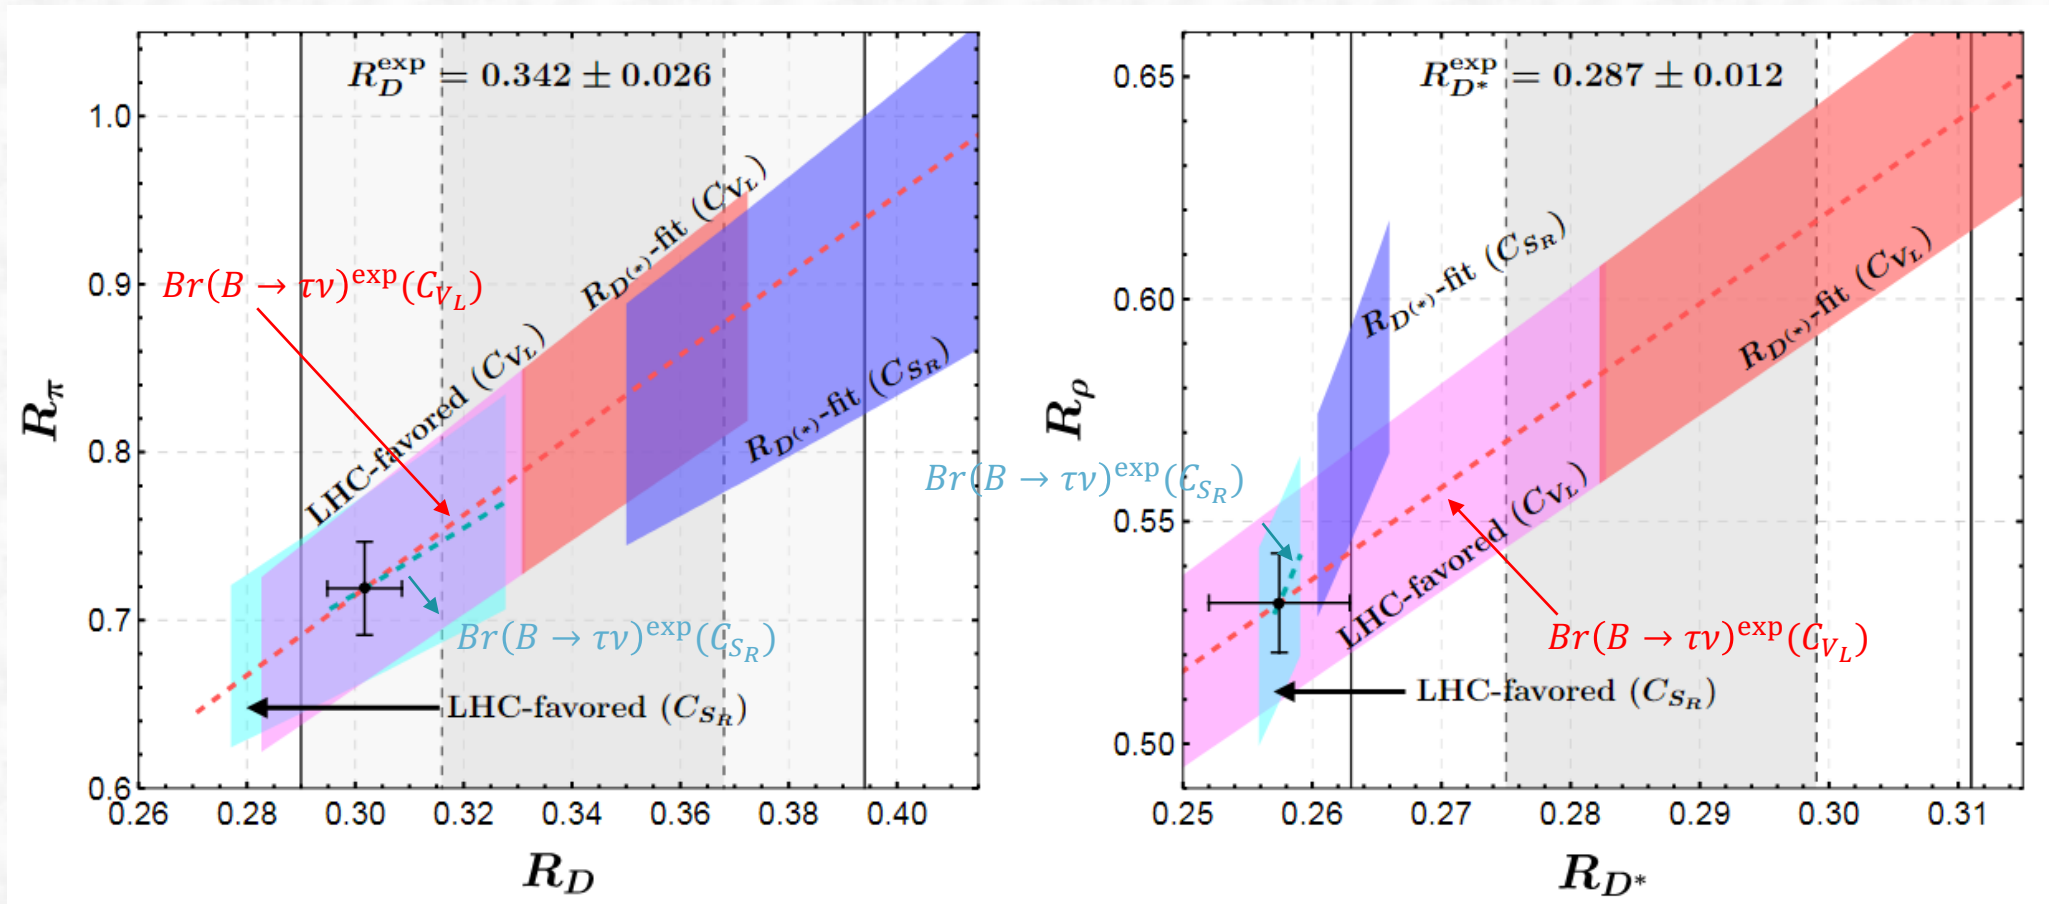 R_D^exp = 0.342 ± 0.026
R_D(*)-fit (C_VL)
Br(B → τν)^exp(C_VL)
LHC-favored (C_VL)
R_D(*)-fit (C_SR)
Br(B → τν)^exp(C_SR)
LHC-favored (C_SR)
1.0
0.9
0.8
0.7
0.6
R_π
0.26 0.28 0.30 0.32 0.34 0.36 0.38 0.40
R_D
R_D*^exp = 0.287 ± 0.012
R_D(*)-fit (C_SR)
R_D(*)-fit (C_VL)
Br(B → τν)^exp(C_SR)
LHC-favored (C_VL)
Br(B → τν)^exp(C_VL)
LHC-favored (C_SR)
0.65
0.60
0.55
0.50
R_ρ
0.25 0.26 0.27 0.28 0.29 0.30 0.31
R_D*